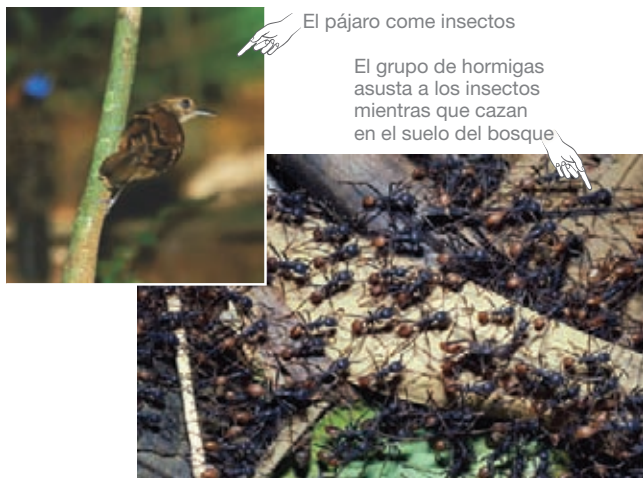 El pájaro come insectos
El grupo de hormigas
asusta a los insectos
mientras que cazan
en el suelo del bosque